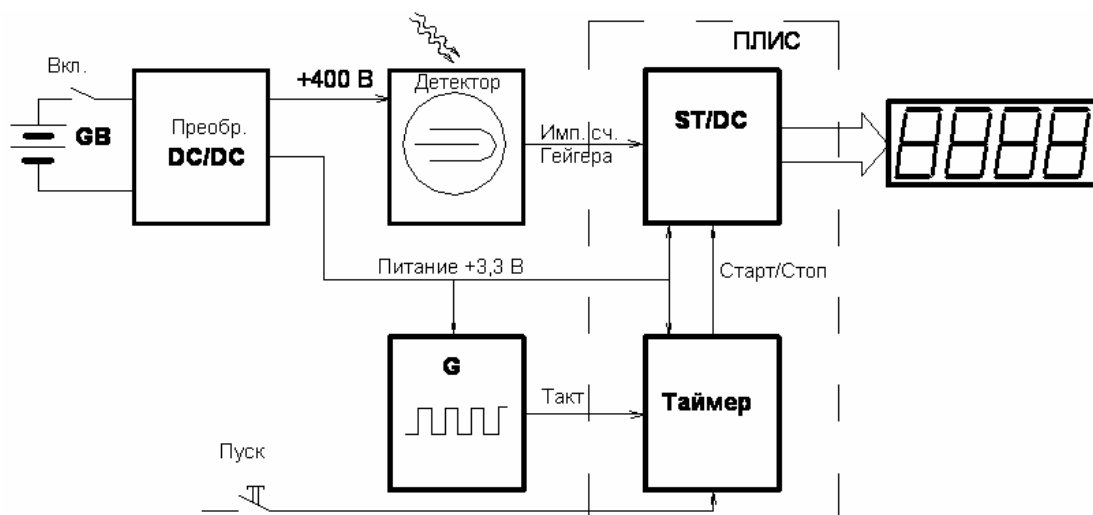 ПЛИС
Вкл.
+400 В
Детектор
GB
Преобр.
DC/DC
ST/DC
Имп. сч.
Гейгера
Питание +3,3 В
Старт/Стоп
G
Такт
Таймер
Пуск
8888